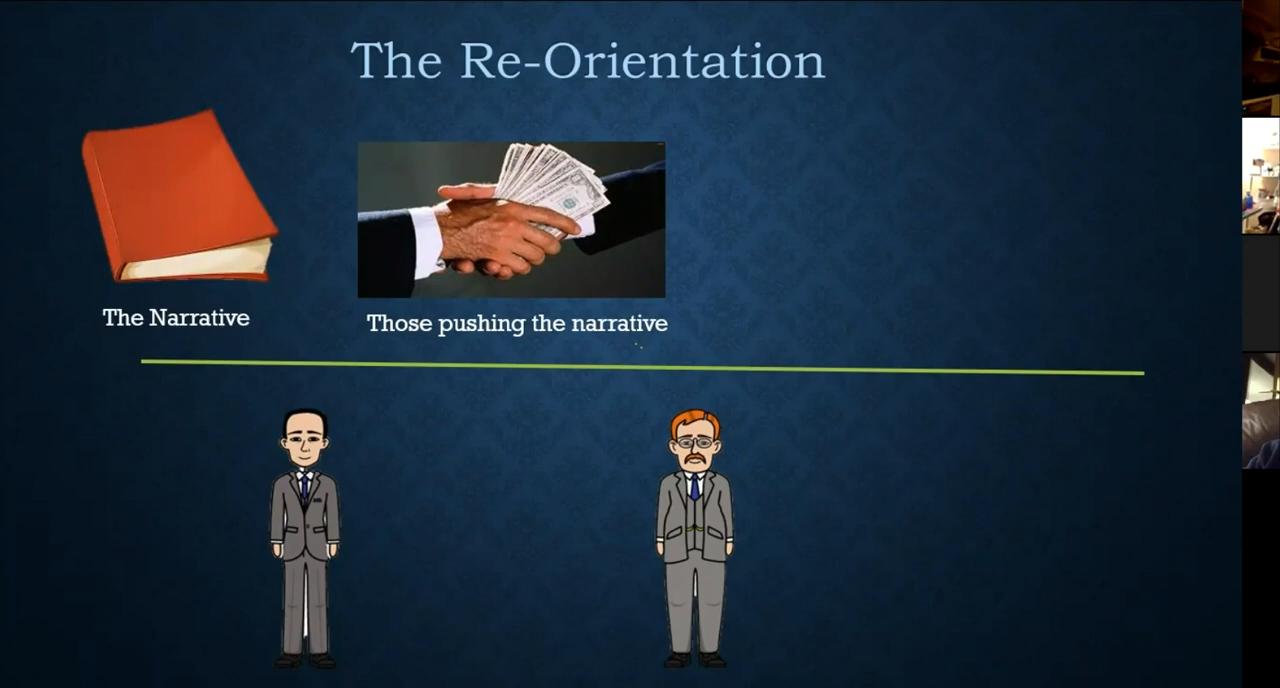 The Re-Orientation
The Narrative
Those pushing the narrative